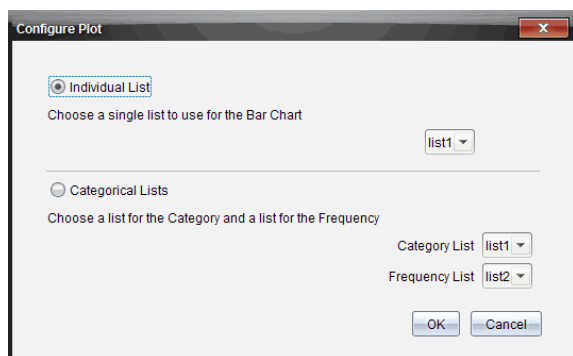 Configure Plot
Individual List
Choose a single list to use for the Bar Chart
list1
Categorical Lists
Choose a list for the Category and a list for the Frequency
Category List list1
Frequency List list2
OK Cancel